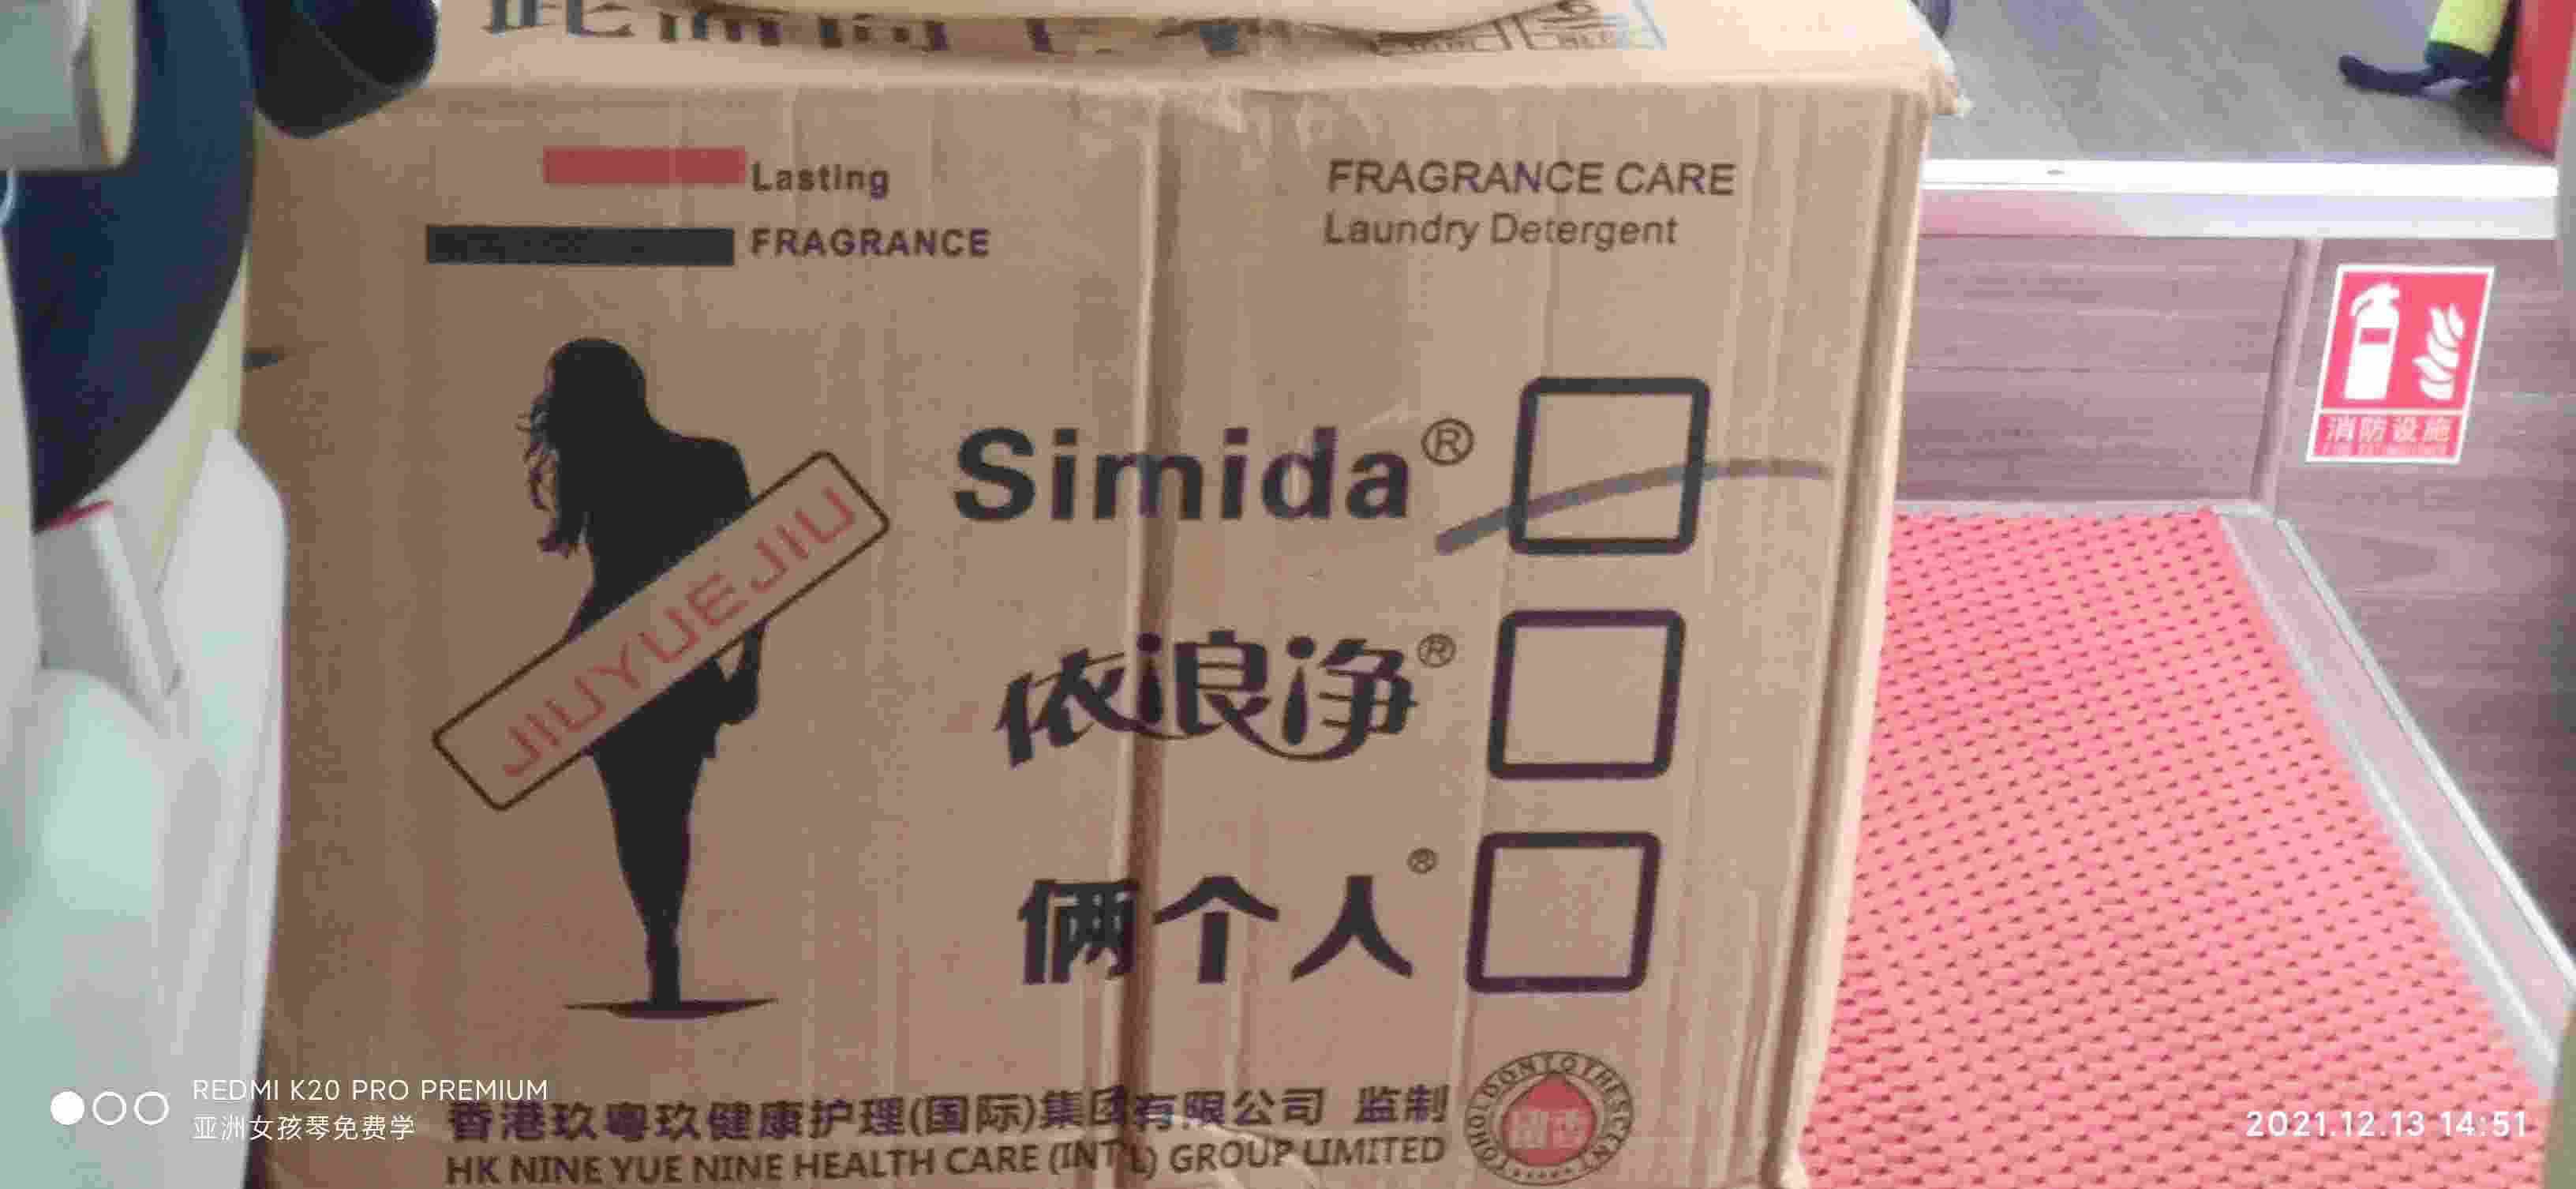 Lasting
FRAGRANCE
FRAGRANCE CARE
Laundry Detergent
JIUYUEJIU
Simida®
依浪净®
俩个人®
香港玖粤玖健康护理(国际)集团有限公司 监制
HK NINE YUE NINE HEALTH CARE (INT'L) GROUP LIMITED
消防设施
REDMI K20 PRO PREMIUM
亚洲女孩琴免费学
2021.12.13 14:51